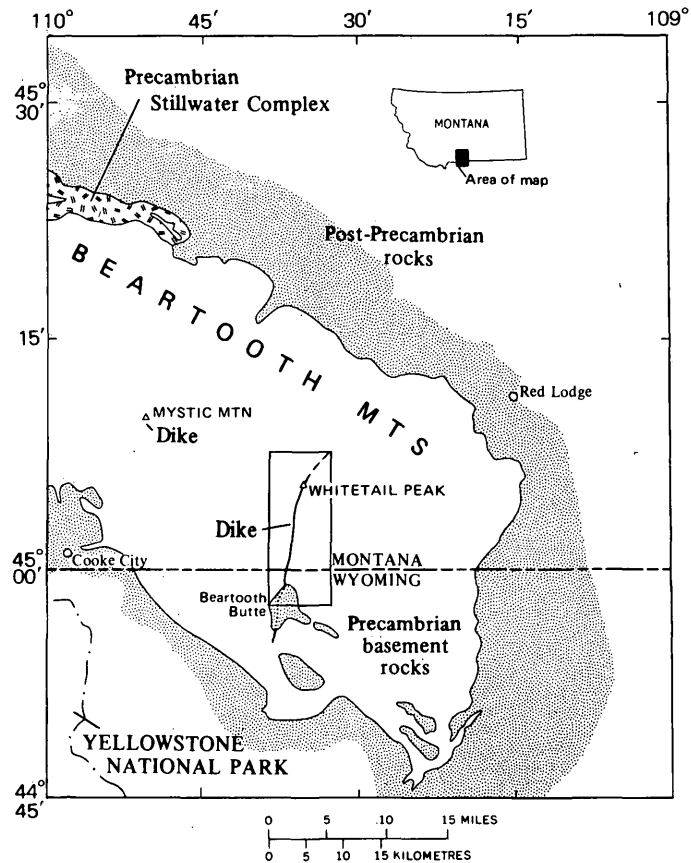 110°
45′
30′
15′
109°
45°
30′
Precambrian
Stillwater Complex
MONTANA
Area of map
Post-Precambrian
rocks
BEARTOOTH MTS
15′
Red Lodge
MYSTIC MTN
Dike
WHITETAIL PEAK
Dike
Cooke City
45°
00′
MONTANA
WYOMING
Beartooth
Butte
Precambrian
basement
rocks
YELLOWSTONE
NATIONAL PARK
44°
45′
0 5 10 15 MILES
0 5 10 15 KILOMETRES